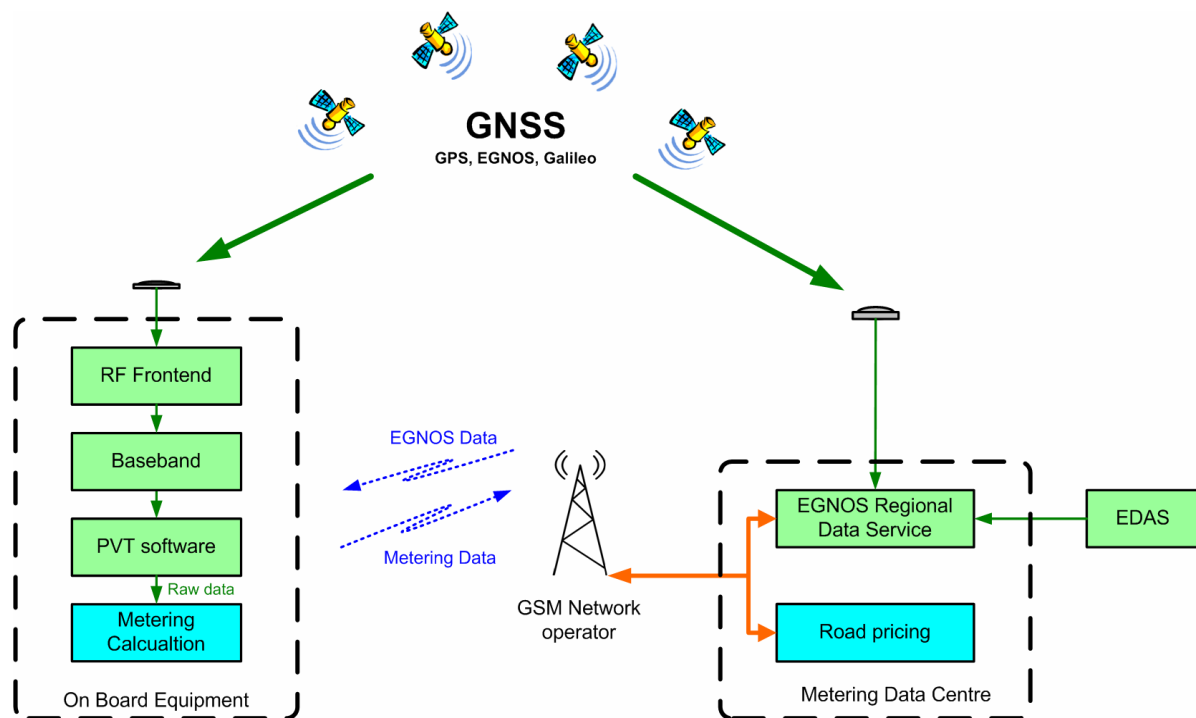 GNSS
GPS, EGNOS, Galileo
RF Frontend
Baseband
PVT software
Raw data
Metering
Calcualtion
On Board Equipment
EGNOS Data
Metering Data
GSM Network
operator
EGNOS Regional
Data Service
EDAS
Road pricing
Metering Data Centre